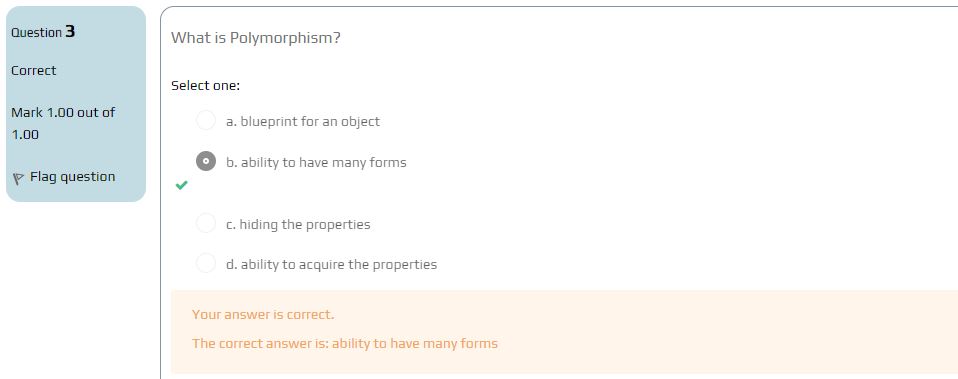 Question 3
Correct
Mark 1.00 out of
1.00
Flag question
What is Polymorphism?
Select one:
a. blueprint for an object
b. ability to have many forms
c. hiding the properties
d. ability to acquire the properties
Your answer is correct.
The correct answer is: ability to have many forms